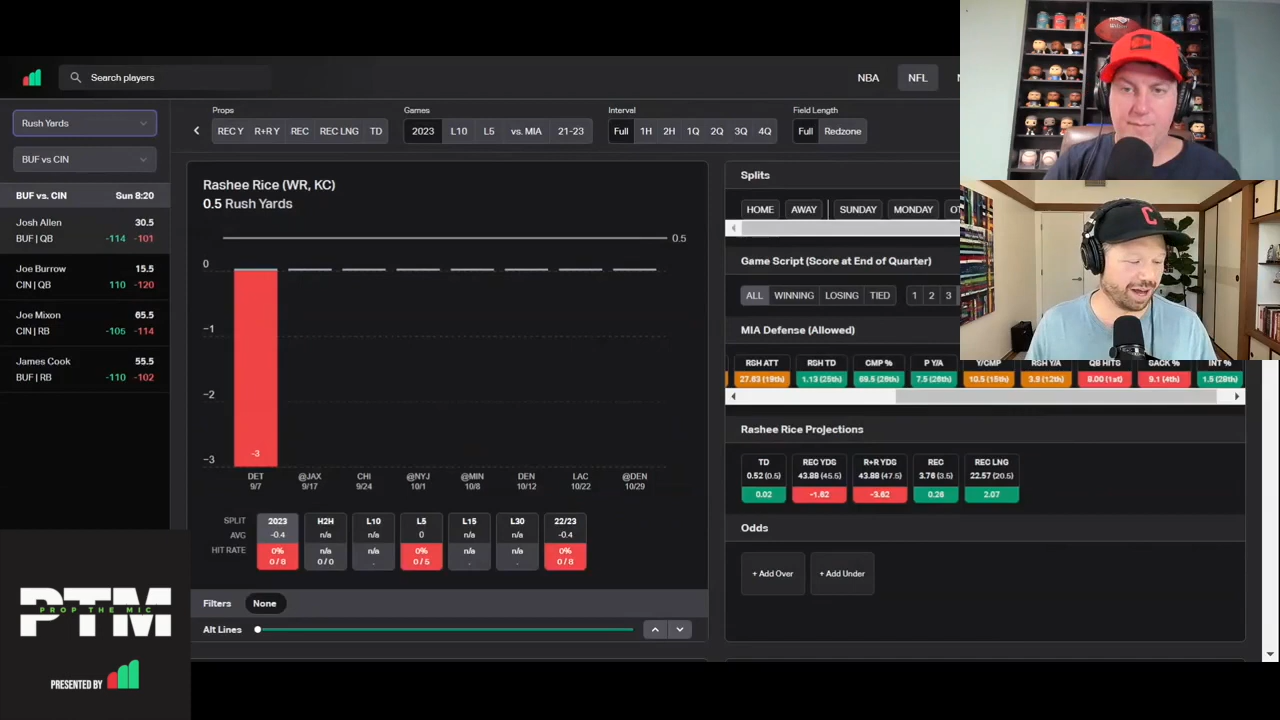 Search players
NBA
NFL
Rush Yards
BUF vs CIN
BUF vs. CIN
Sun 8:20
Josh Allen
30.5
BUF | QB
-114
-101
Joe Burrow
15.5
CIN | QB
110
-120
Joe Mixon
65.5
CIN | RB
-105
-114
James Cook
55.5
BUF | RB
-110
-102
Props
REC Y
R+R Y
REC
REC LNG
TD
Games
2023
L10
L5
vs. MIA
21-23
Interval
Full
1H
2H
1Q
2Q
3Q
4Q
Field Length
Full
Redzone
Rashee Rice (WR, KC)
0.5 Rush Yards
0.5
0
-1
-2
-3
-3
DET
9/7
@JAX
9/17
CHI
9/24
@NYJ
10/1
@MIN
10/8
DEN
10/12
LAC
10/22
@DEN
10/29
SPLIT
2023
H2H
L10
L5
L15
L30
22/23
AVG
-0.4
n/a
n/a
0
n/a
n/a
-0.4
HIT RATE
0%
n/a
n/a
0%
n/a
n/a
0%
0 / 8
0 / 0
.
0 / 5
.
.
0 / 8
Filters
None
Alt Lines
Splits
HOME
AWAY
SUNDAY
MONDAY
Game Script (Score at End of Quarter)
ALL
WINNING
LOSING
TIED
1
2
3
MIA Defense (Allowed)
RSH ATT
RSH TD
CMP %
P Y/A
Y/CMP
RSH Y/A
QB HITS
SACK %
INT %
27.63 (19th)
1.13 (25th)
69.5 (26th)
7.5 (26th)
10.5 (15th)
3.9 (12th)
8.00 (1st)
9.1 (4th)
1.5 (28th)
Rashee Rice Projections
TD
0.52 (0.5)
0.02
REC YDS
43.88 (45.5)
-1.62
R+R YDS
43.88 (47.5)
-3.62
REC
3.76 (3.5)
0.26
REC LNG
22.57 (20.5)
2.07
Odds
+ Add Over
+ Add Under
PTM
PROP THE MIC
PRESENTED BY